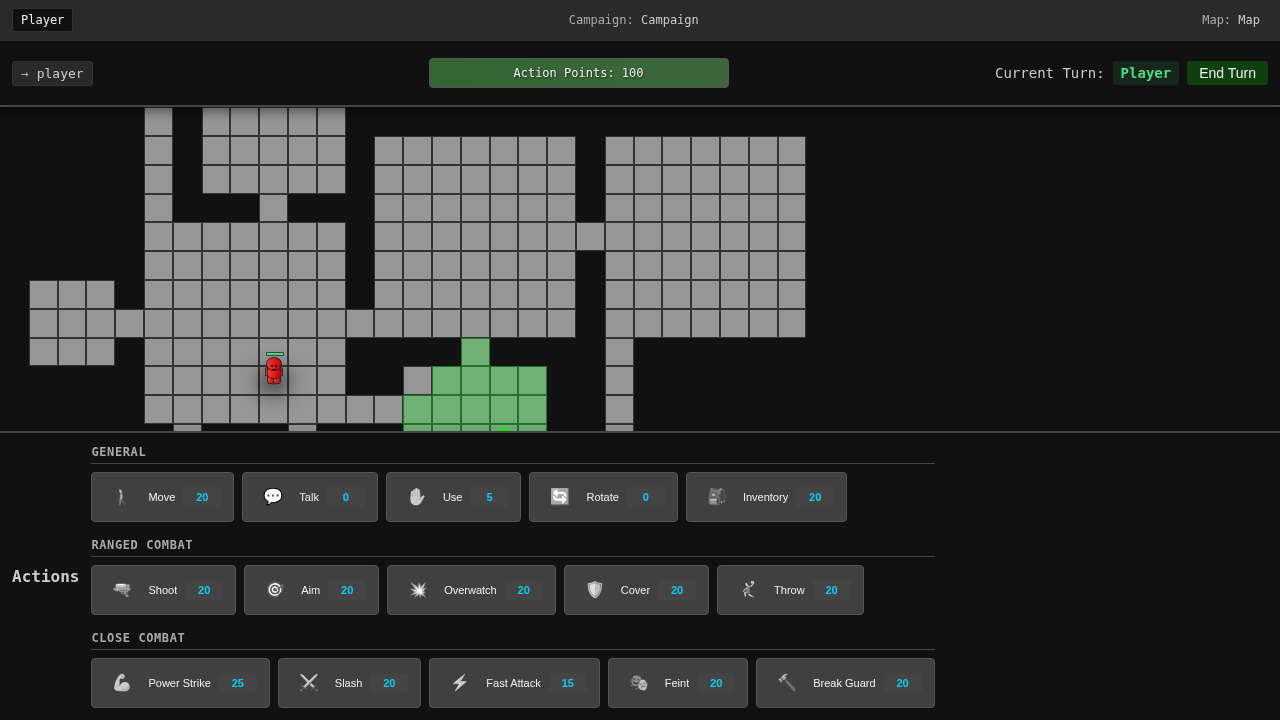 Player
Campaign: Campaign
Map: Map
→ player
Action Points: 100
Current Turn: Player
End Turn
GENERAL
Move 20
Talk 0
Use 5
Rotate 0
Inventory 20
RANGED COMBAT
Actions
Shoot 20
Aim 20
Overwatch 20
Cover 20
Throw 20
CLOSE COMBAT
Power Strike 25
Slash 20
Fast Attack 15
Feint 20
Break Guard 20